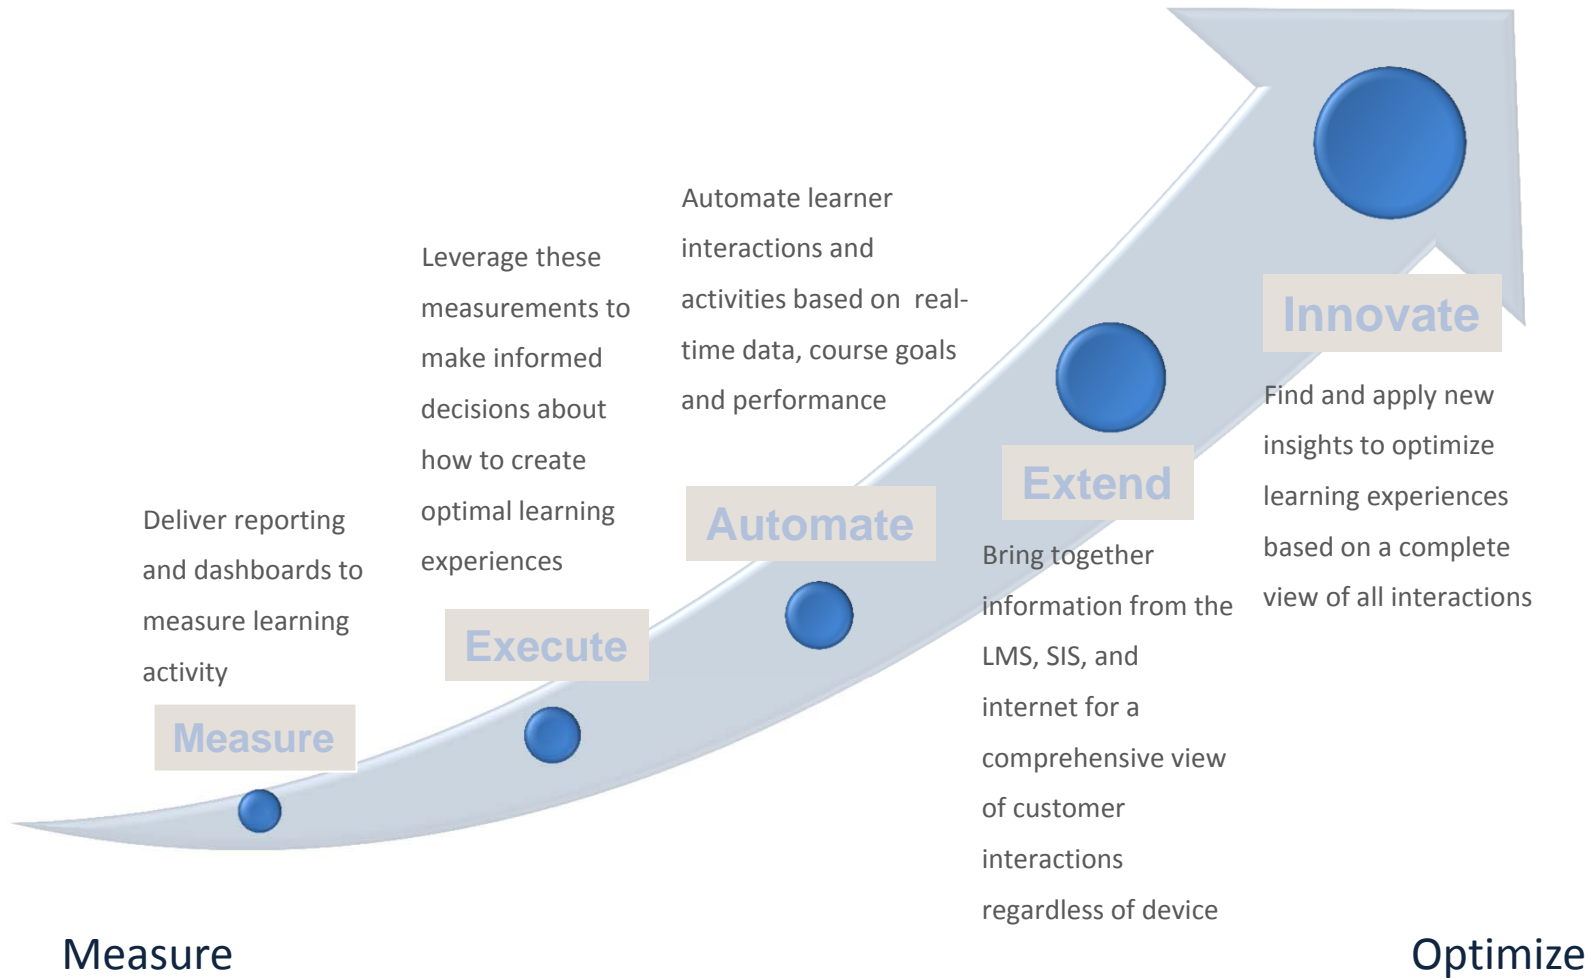 Deliver reporting
and dashboards to
measure learning
activity
Measure
Leverage these
measurements to
make informed
decisions about
how to create
optimal learning
experiences
Execute
Automate learner
interactions and
activities based on  real-
time data, course goals
and performance
Automate
Extend
Bring together
information from the
LMS, SIS, and
internet for a
comprehensive view
of customer
interactions
regardless of device
Innovate
Find and apply new
insights to optimize
learning experiences
based on a complete
view of all interactions
Measure
Optimize